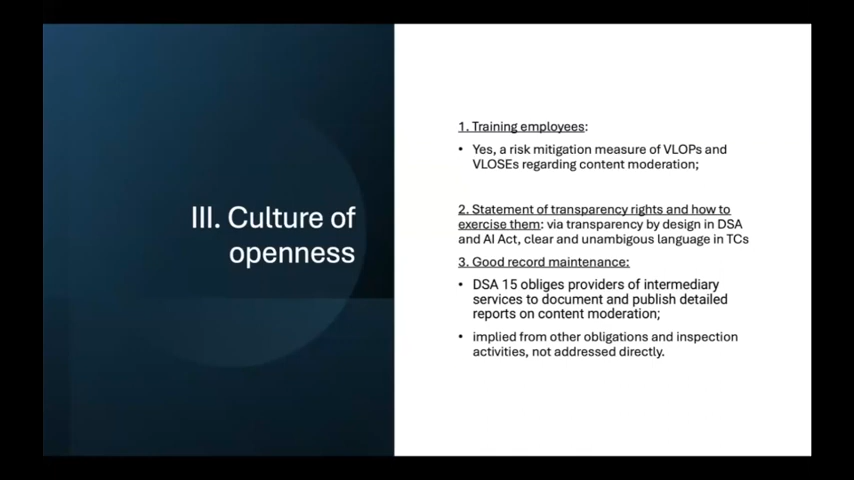 III. Culture of
openness
1. Training employees:
• Yes, a risk mitigation measure of VLOPs and
VLOSEs regarding content moderation;
2. Statement of transparency rights and how to
exercise them: via transparency by design in DSA
and AI Act, clear and unambigous language in TCs
3. Good record maintenance:
• DSA 15 obliges providers of intermediary
services to document and publish detailed
reports on content moderation;
• implied from other obligations and inspection
activities, not addressed directly.